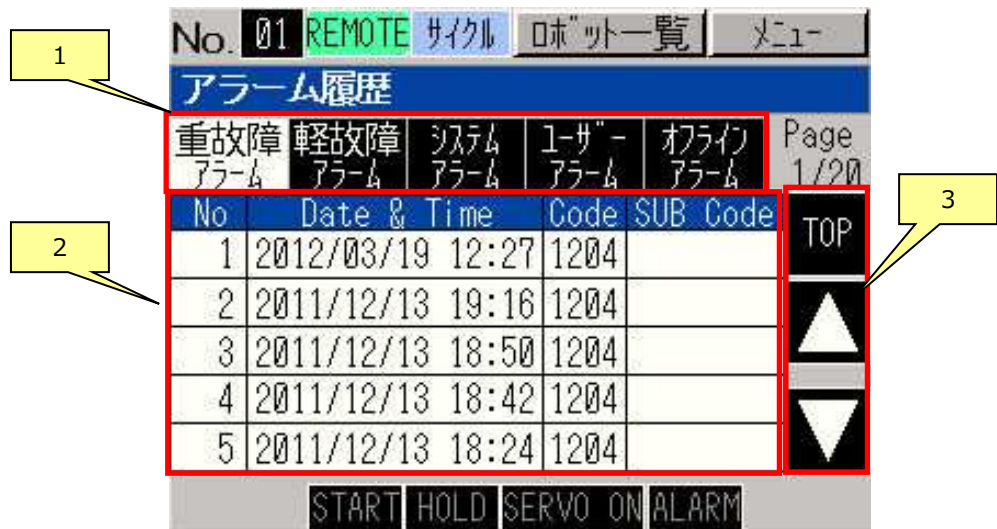 No. 01 REMOTE サイクル ロボット一覧 メニュー
アラーム履歴
重故障 軽故障 システム ユーザー オフライン Page
アラーム アラーム アラーム アラーム アラーム 1/20
No Date & Time Code SUB Code TOP
1 2012/03/19 12:27 1204
2 2011/12/13 19:16 1204
3 2011/12/13 18:50 1204
4 2011/12/13 18:42 1204
5 2011/12/13 18:24 1204
START HOLD SERVO ON ALARM
1
2
3